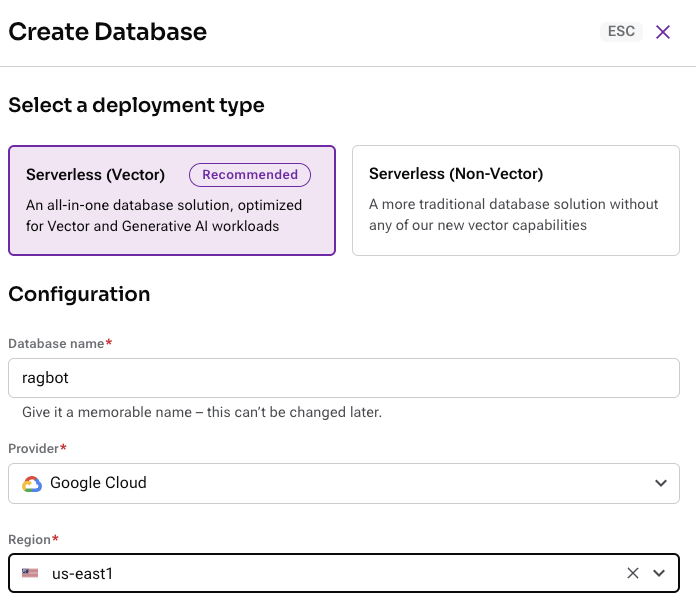 Create Database
ESC
Select a deployment type
Serverless (Vector)
Recommended
An all-in-one database solution, optimized
for Vector and Generative AI workloads
Serverless (Non-Vector)
A more traditional database solution without
any of our new vector capabilities
Configuration
Database name*
ragbot
Give it a memorable name – this can’t be changed later.
Provider*
Google Cloud
Region*
us-east1